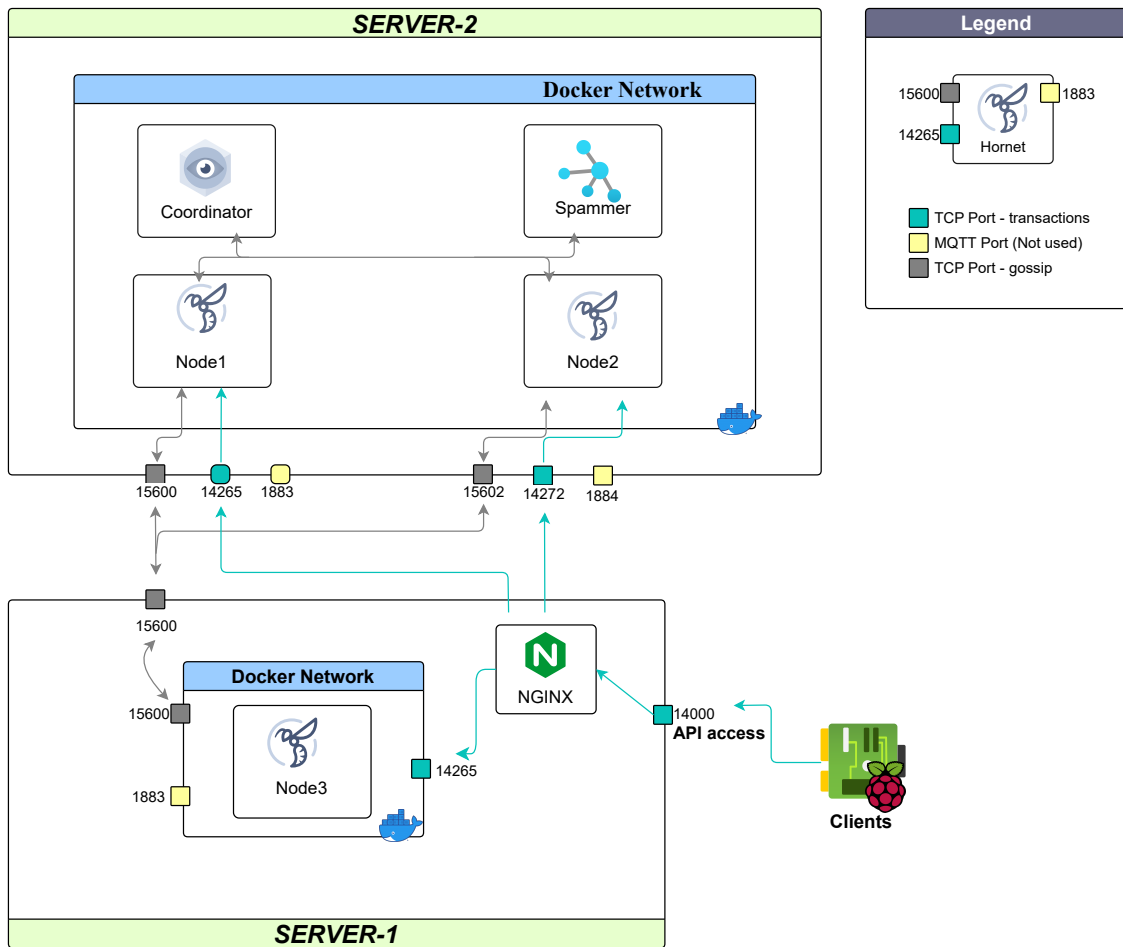 SERVER-2
Docker Network
Coordinator
Spammer
Node1
Node2
15600
14265
1883
15602
14272
1884
15600
Docker Network
15600
Node3
1883
14265
NGINX
14000
API access
Clients
SERVER-1
Legend
15600
1883
14265
Hornet
TCP Port - transactions
MQTT Port (Not used)
TCP Port - gossip